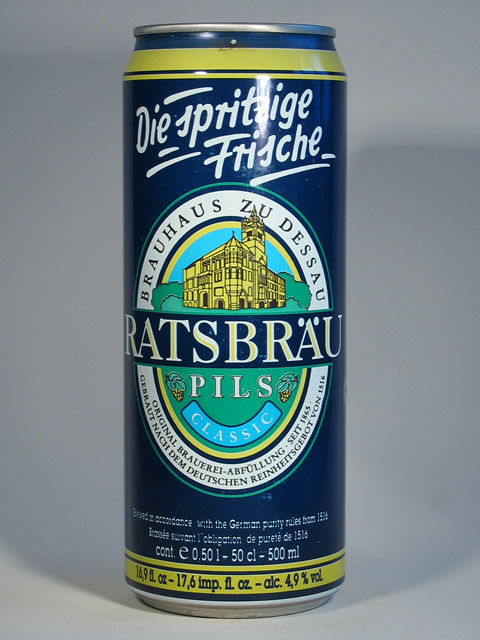 Die spritzige
Frische
BRAUHAUS ZU DESSAU
RATSBRÄU
PILS
CLASSIC
ORIGINAL BRAUEREI-ABFÜLLUNG · SEIT 1865 ·
GEBRAUT NACH DEM DEUTSCHEN REINHEITSGEBOT VON 1516
Brewed in accordance with the German purity rules from 1516
Brassée suivant l'obligation de pureté de 1516
cont. ℮ 0,50 l – 50 cl – 500 ml
16,9 fl. oz – 17,6 imp. fl. oz. – alc. 4,9 % vol.